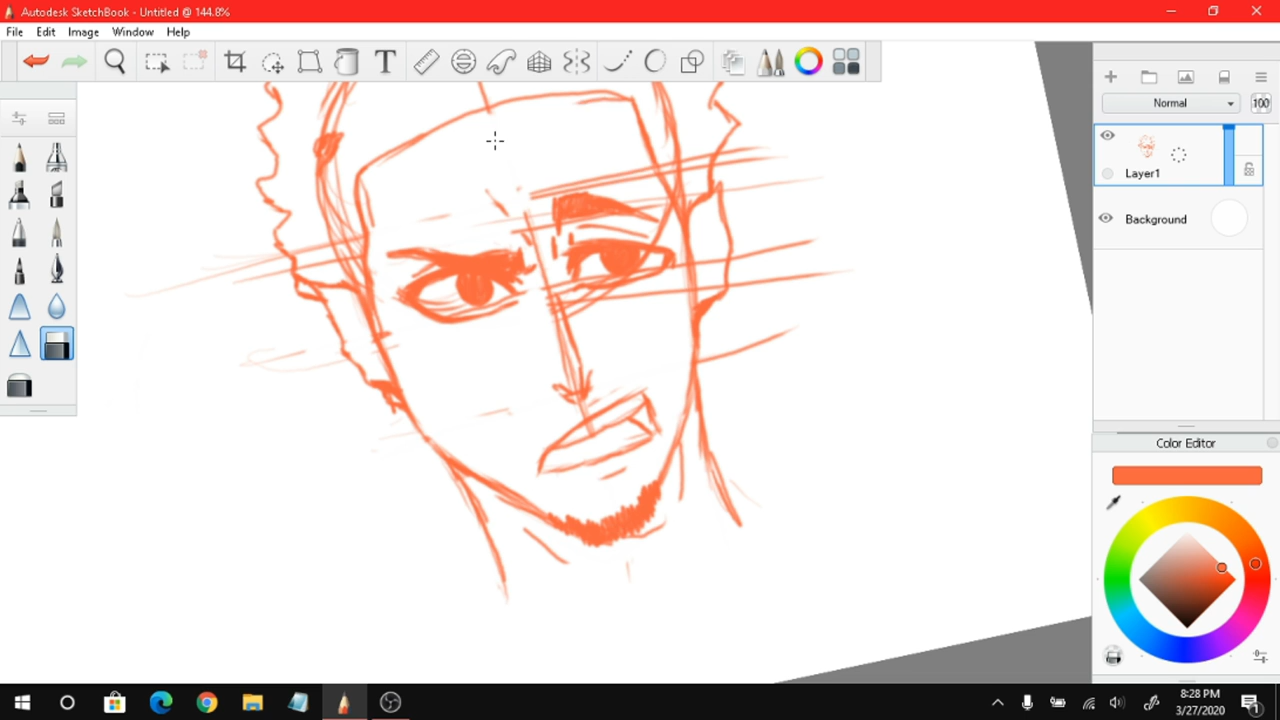 Autodesk SketchBook - Untitled @ 144.8%
File Edit Image Window Help
T
Normal 100
Layer1
Background
Color Editor
8:28 PM
3/27/2020
1